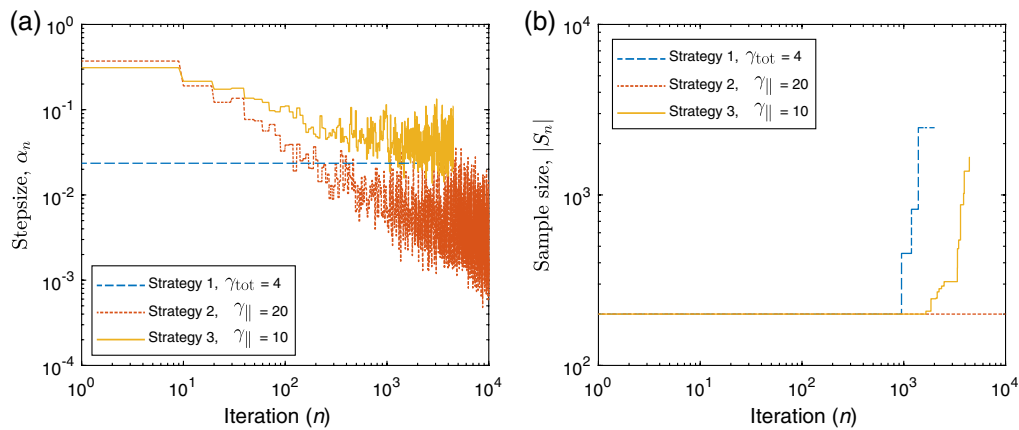 (a)
10^0
10^-1
10^-2
10^-3
10^-4
Stepsize, α_n
Strategy 1, γ_tot = 4
Strategy 2, γ_∥ = 20
Strategy 3, γ_∥ = 10
10^0 10^1 10^2 10^3 10^4
Iteration (n)
(b)
10^4
10^3
10^2
Sample size, |S_n|
Strategy 1, γ_tot = 4
Strategy 2, γ_∥ = 20
Strategy 3, γ_∥ = 10
10^0 10^1 10^2 10^3 10^4
Iteration (n)